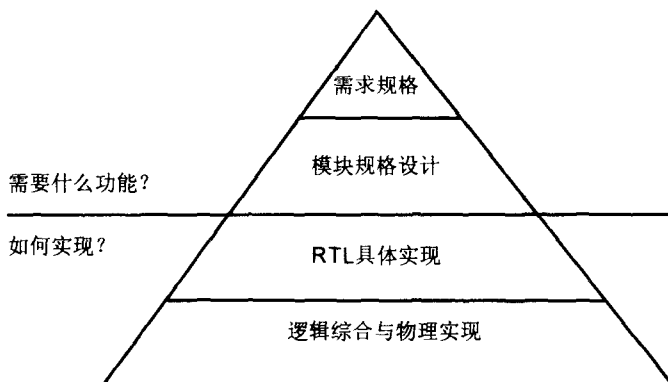 需求规格
模块规格设计
需要什么功能？
如何实现？
RTL具体实现
逻辑综合与物理实现